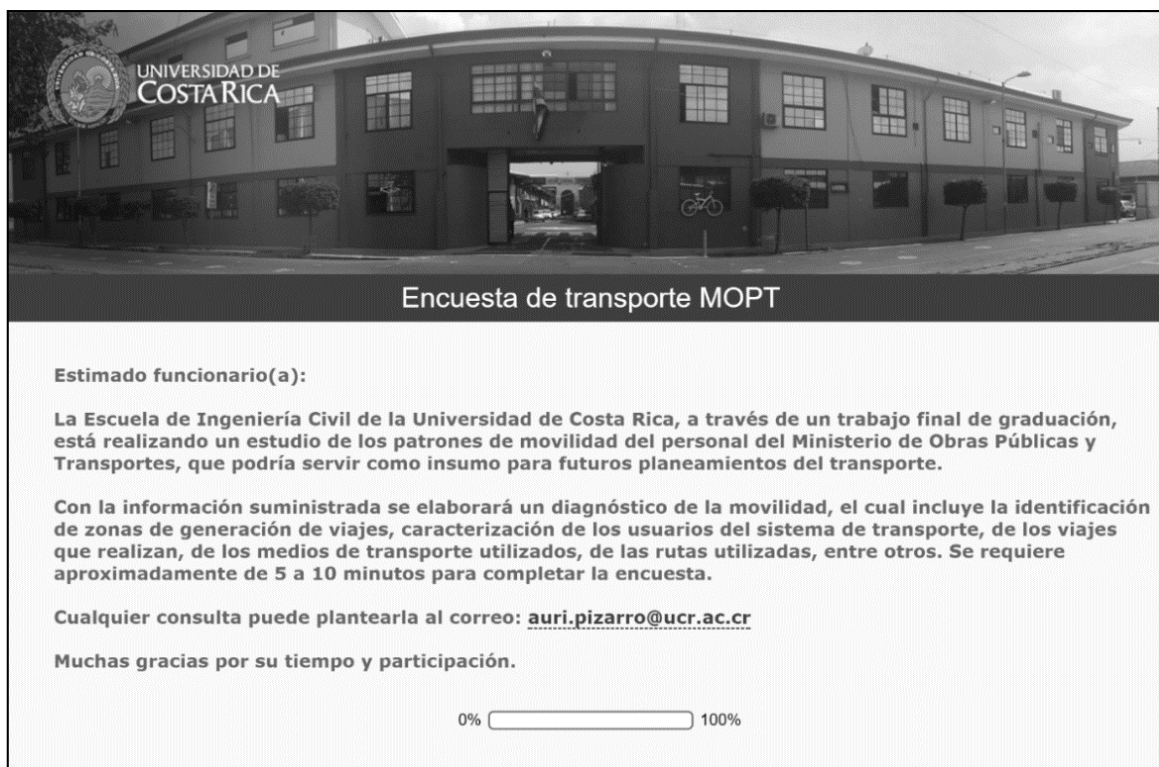 UNIVERSIDAD DE
COSTA RICA
Encuesta de transporte MOPT
Estimado funcionario(a):
La Escuela de Ingeniería Civil de la Universidad de Costa Rica, a través de un trabajo final de graduación,
está realizando un estudio de los patrones de movilidad del personal del Ministerio de Obras Públicas y
Transportes, que podría servir como insumo para futuros planeamientos del transporte.
Con la información suministrada se elaborará un diagnóstico de la movilidad, el cual incluye la identificación
de zonas de generación de viajes, caracterización de los usuarios del sistema de transporte, de los viajes
que realizan, de los medios de transporte utilizados, de las rutas utilizadas, entre otros. Se requiere
aproximadamente de 5 a 10 minutos para completar la encuesta.
Cualquier consulta puede plantearla al correo: auri.pizarro@ucr.ac.cr
Muchas gracias por su tiempo y participación.
0% 100%